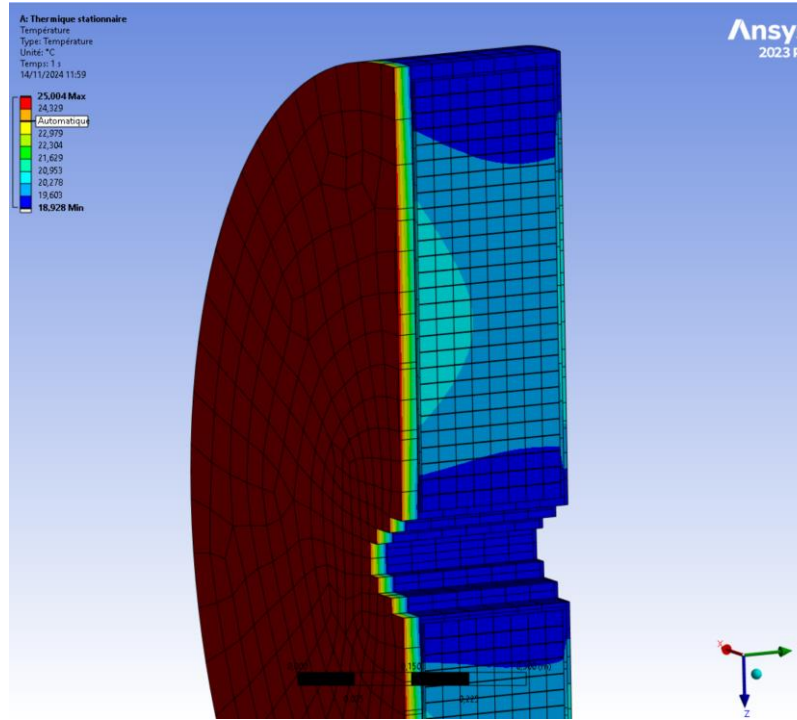 A: Thermique stationnaire
Température
Type: Température
Unité: °C
Temps: 1 s
14/11/2024 11:59
25,004 Max
24,329
Automatique
22,979
22,304
21,629
20,953
20,278
19,603
18,928 Min
Ansy
2023 R
X
Z